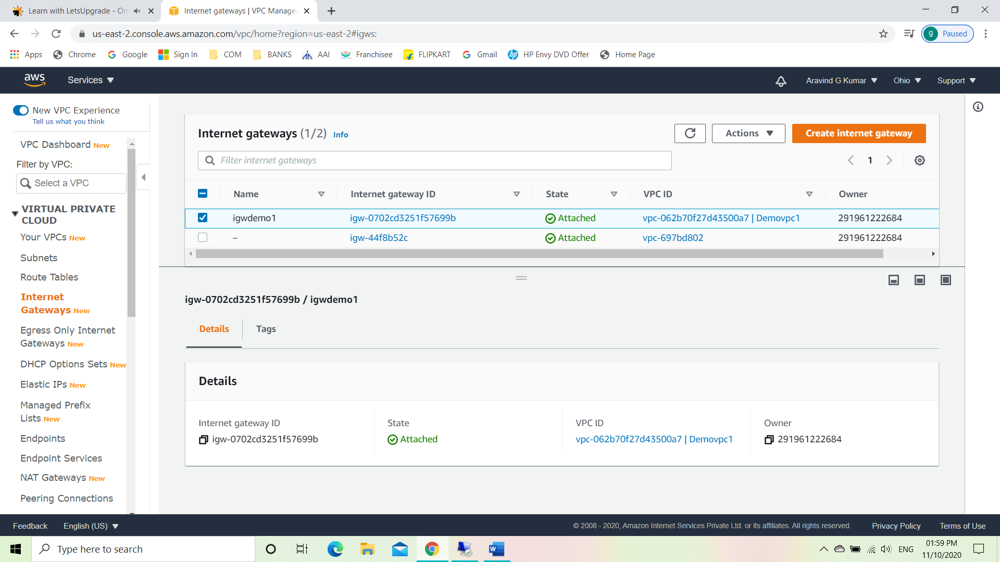 Learn with LetsUpgrade - On
Internet gateways | VPC Manage
us-east-2.console.aws.amazon.com/vpc/home?region=us-east-2#igws:
g Paused
Apps Chrome Google Sign In COM BANKS AAI Franchisee FLIPKART Gmail HP Envy DVD Offer Home Page
aws Services Aravind G Kumar Ohio Support
New VPC Experience
Tell us what you think
VPC Dashboard New
Filter by VPC:
Select a VPC
VIRTUAL PRIVATE
CLOUD
Your VPCs New
Subnets
Route Tables
Internet
Gateways New
Egress Only Internet
Gateways New
DHCP Options Sets New
Elastic IPs New
Managed Prefix
Lists New
Endpoints
Endpoint Services
NAT Gateways New
Peering Connections
Internet gateways (1/2) Info
Actions
Create internet gateway
Filter internet gateways
1
Name Internet gateway ID State VPC ID Owner
igwdemo1 igw-0702cd3251f57699b Attached vpc-062b70f27d43500a7 | Demovpc1 291961222684
– igw-44f8b52c Attached vpc-697bd802 291961222684
igw-0702cd3251f57699b / igwdemo1
Details Tags
Details
Internet gateway ID State VPC ID Owner
igw-0702cd3251f57699b Attached vpc-062b70f27d43500a7 | Demovpc1 291961222684
Feedback English (US) © 2008 - 2020, Amazon Internet Services Private Ltd. or its affiliates. All rights reserved. Privacy Policy Terms of Use
Type here to search
W
ENG
01:59 PM
11/10/2020